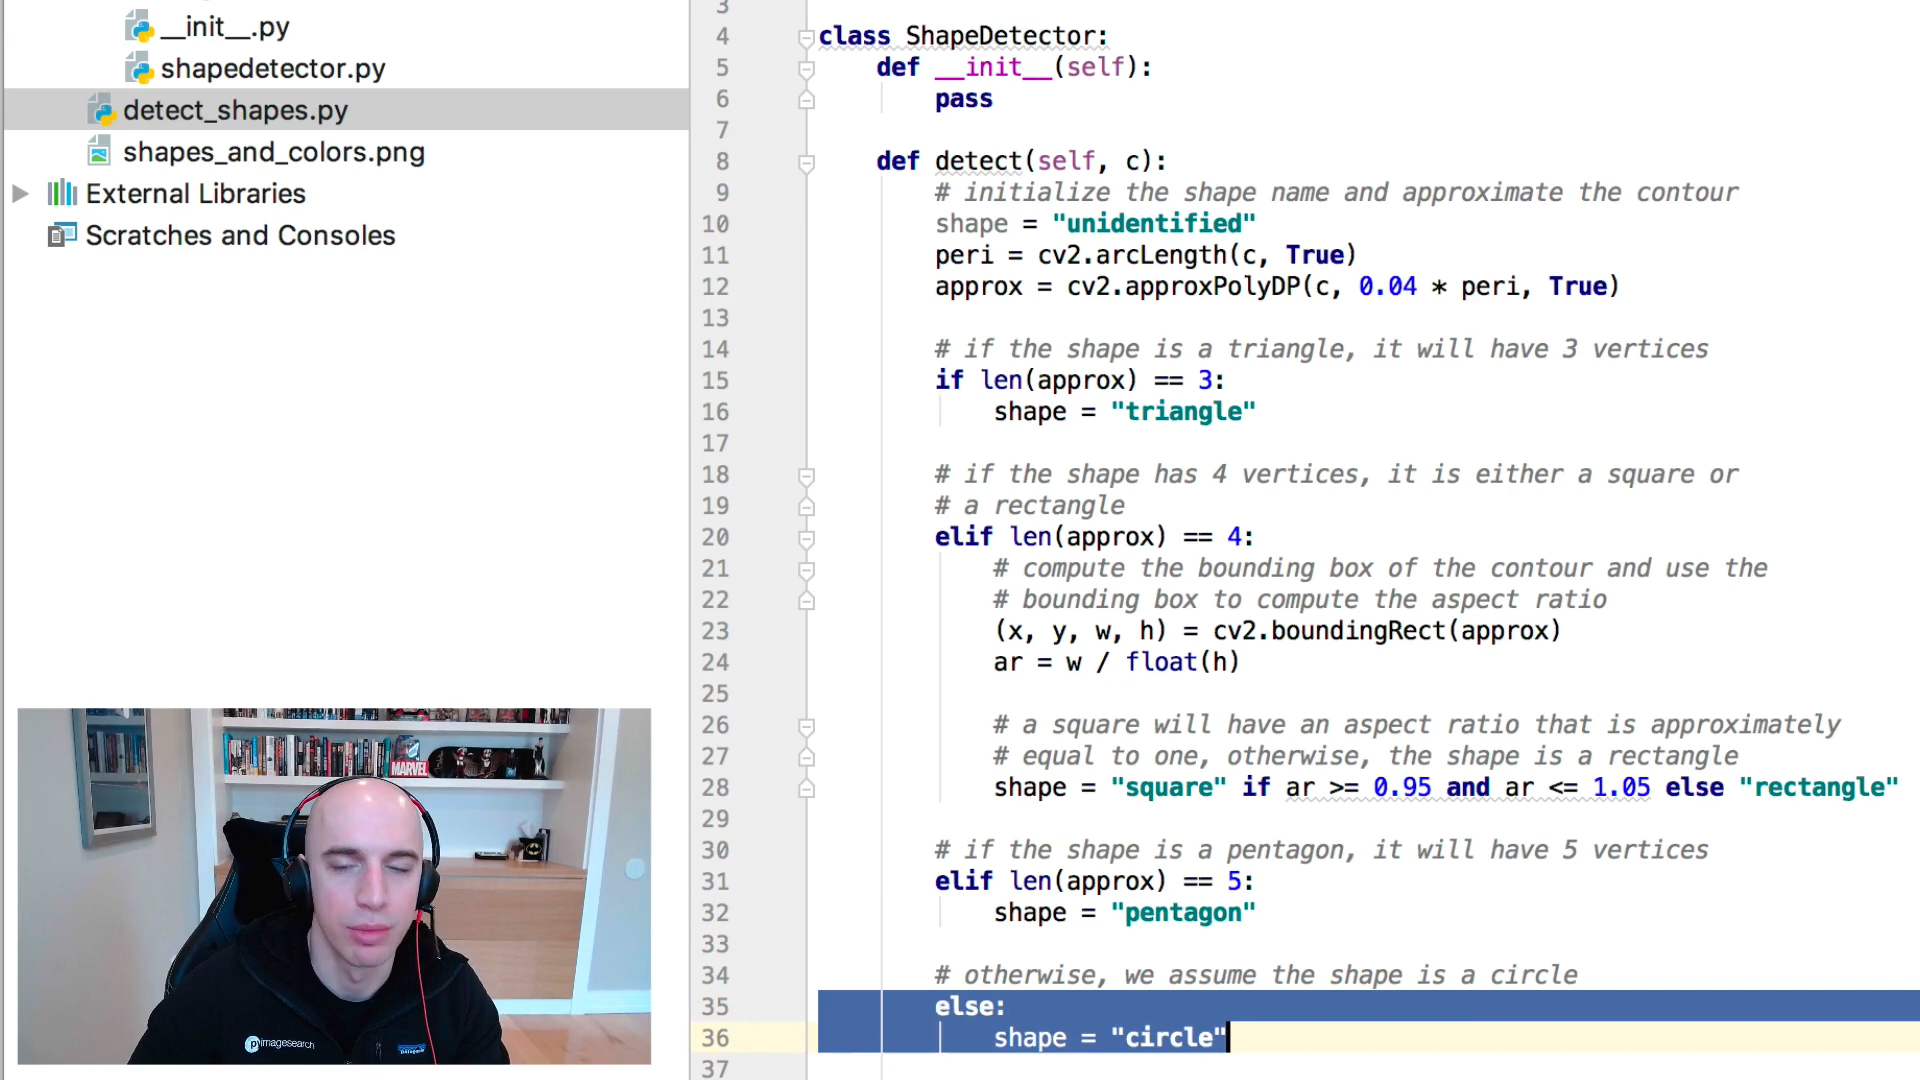 __init__.py
shapedetector.py
detect_shapes.py
shapes_and_colors.png
External Libraries
Scratches and Consoles
3
4 class ShapeDetector:
5 def __init__(self):
6 pass
7
8 def detect(self, c):
9 # initialize the shape name and approximate the contour
10 shape = "unidentified"
11 peri = cv2.arcLength(c, True)
12 approx = cv2.approxPolyDP(c, 0.04 * peri, True)
13
14 # if the shape is a triangle, it will have 3 vertices
15 if len(approx) == 3:
16 shape = "triangle"
17
18 # if the shape has 4 vertices, it is either a square or
19 # a rectangle
20 elif len(approx) == 4:
21 # compute the bounding box of the contour and use the
22 # bounding box to compute the aspect ratio
23 (x, y, w, h) = cv2.boundingRect(approx)
24 ar = w / float(h)
25
26 # a square will have an aspect ratio that is approximately
27 # equal to one, otherwise, the shape is a rectangle
28 shape = "square" if ar >= 0.95 and ar <= 1.05 else "rectangle"
29
30 # if the shape is a pentagon, it will have 5 vertices
31 elif len(approx) == 5:
32 shape = "pentagon"
33
34 # otherwise, we assume the shape is a circle
35 else:
36 shape = "circle"
37
MARVEL
pyimagesearch